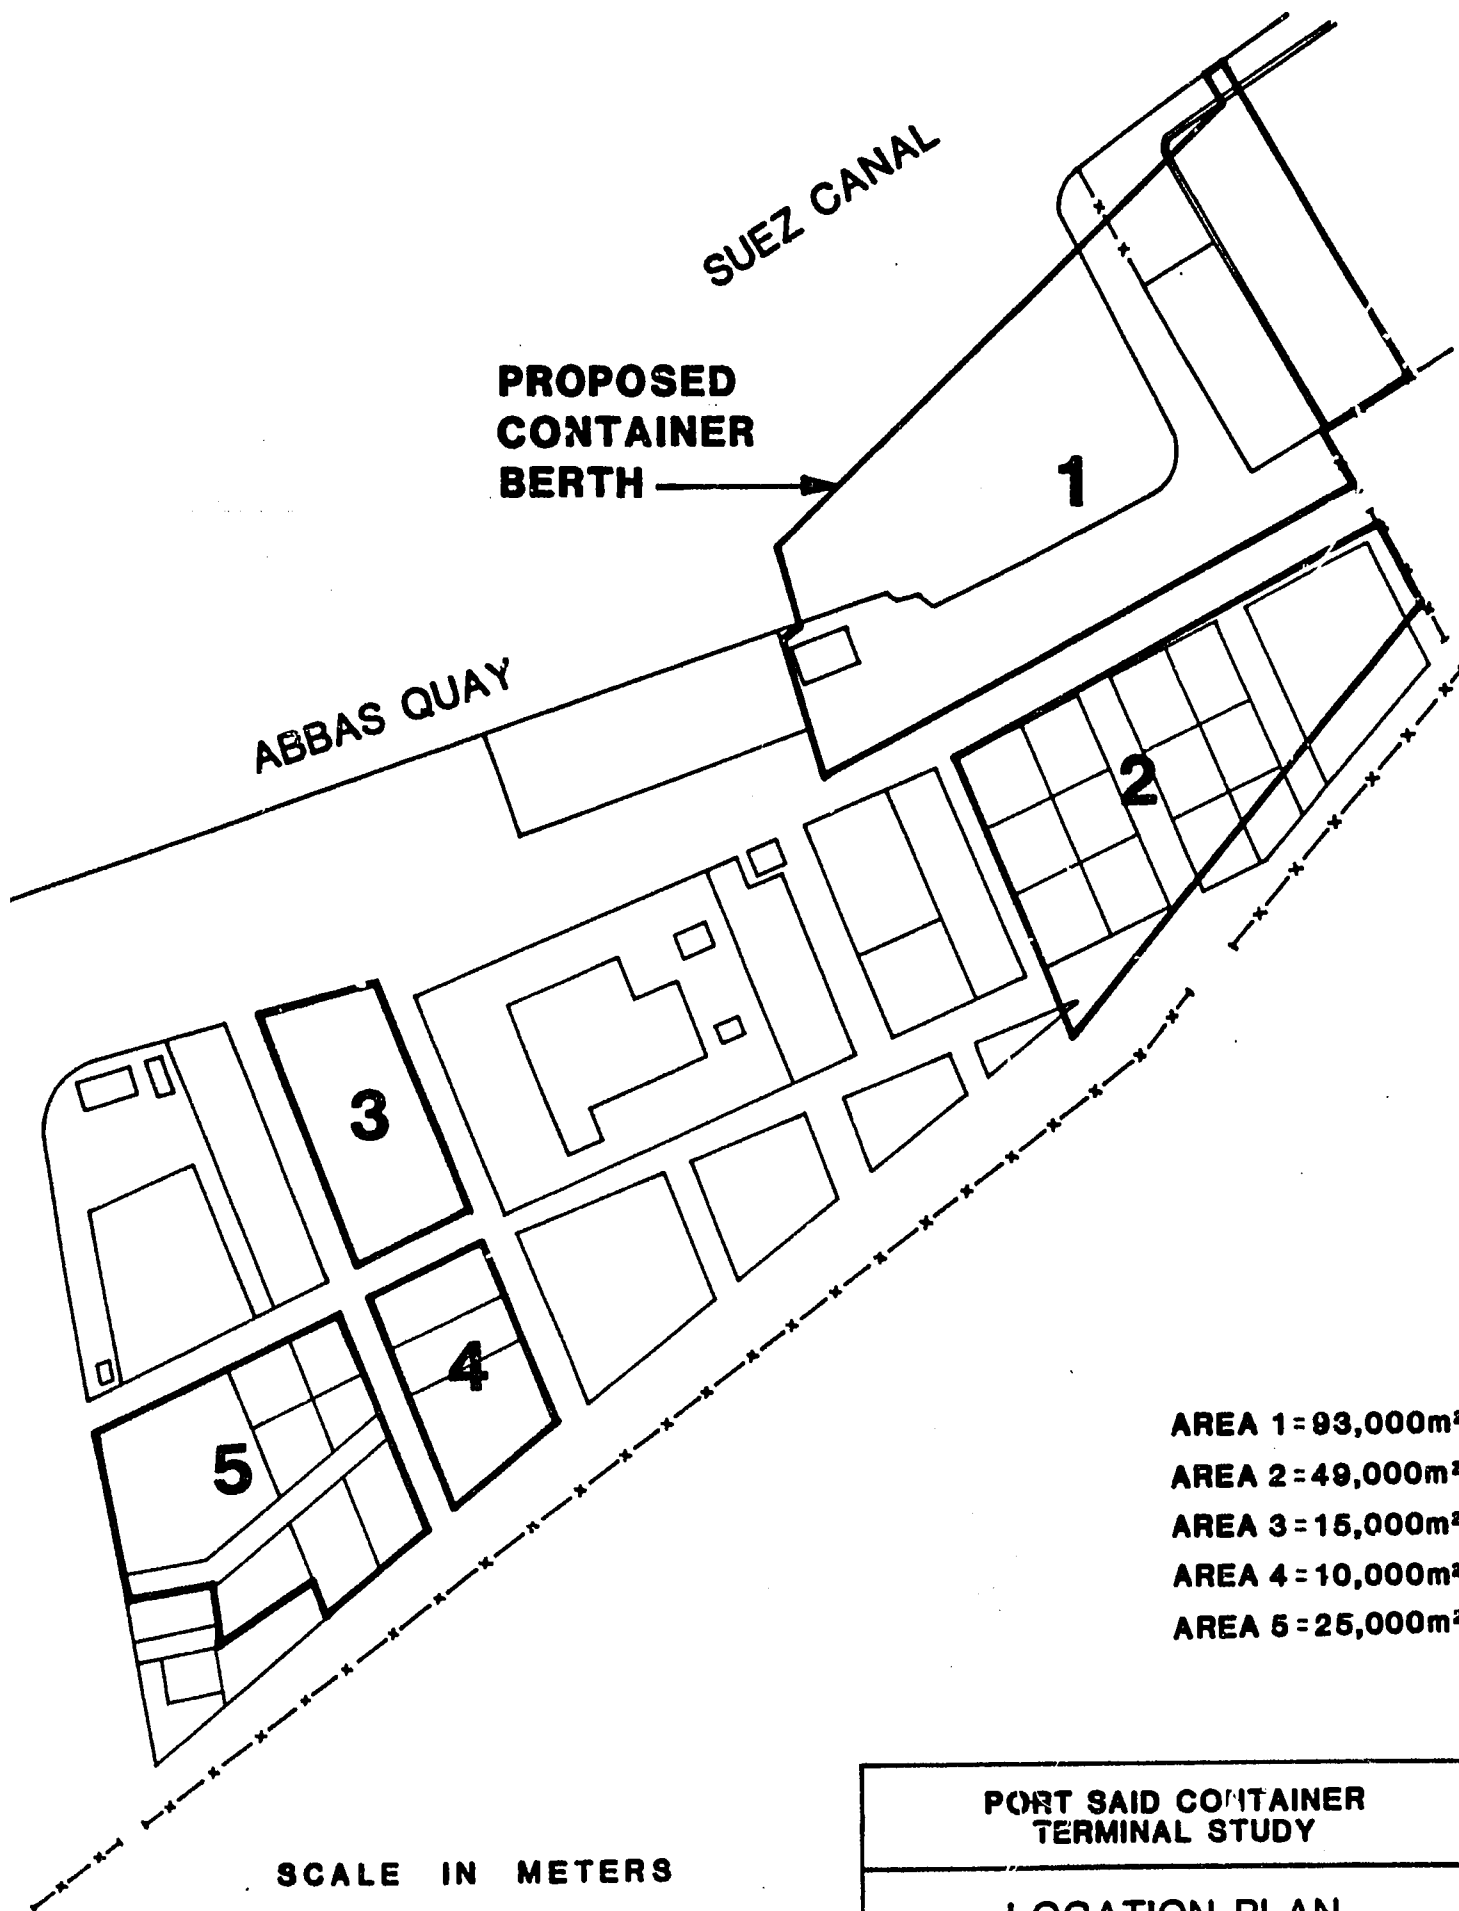 SUEZ CANAL
PROPOSED
CONTAINER
BERTH
1
ABBAS QUAY
2
3
4
5
AREA 1=93,000m²
AREA 2=49,000m²
AREA 3=15,000m²
AREA 4=10,000m²
AREA 5=25,000m²
PORT SAID CONTAINER
TERMINAL STUDY
SCALE IN METERS
LOCATION PLAN